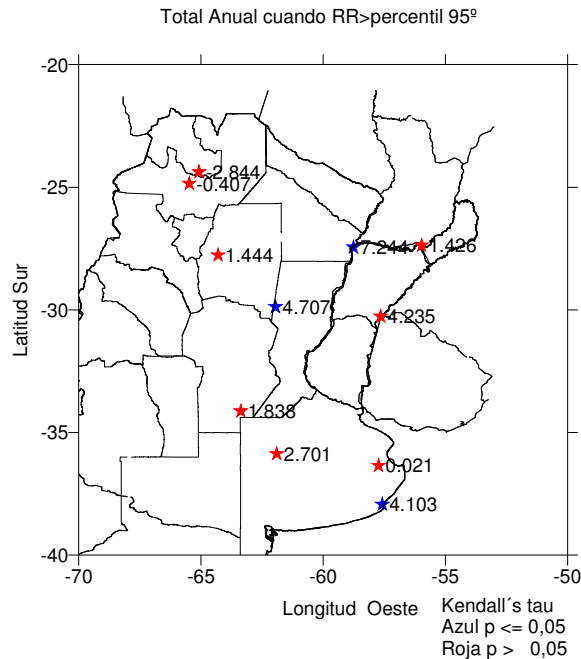 Total Anual cuando RR>percentil 95º
-20
-2.844
-25
-0.407
7.244
1.426
1.444
4.707
-30
4.235
Latitud Sur
1.838
-35
2.701
0.021
4.103
-40
-70 -65 -60 -55 -50
Longitud Oeste
Kendall´s tau
Azul p <= 0,05
Roja p > 0,05